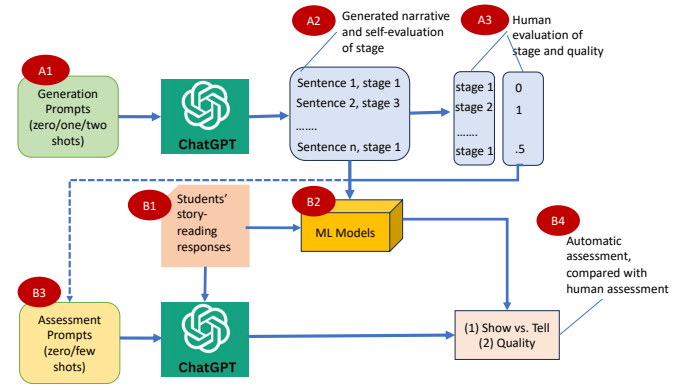 A1
Generation
Prompts
(zero/one/two
shots)
ChatGPT
A2
Generated narrative
and self-evaluation
of stage
Sentence 1, stage 1
Sentence 2, stage 3
…….
Sentence n, stage 1
A3
Human
evaluation of
stage and quality
stage 1
stage 2
…….
stage 1
0
1
.5
B1
Students’
story-
reading
responses
B2
ML Models
B3
Assessment
Prompts
(zero/few
shots)
ChatGPT
(1) Show vs. Tell
(2) Quality
B4
Automatic
assessment,
compared with
human assessment